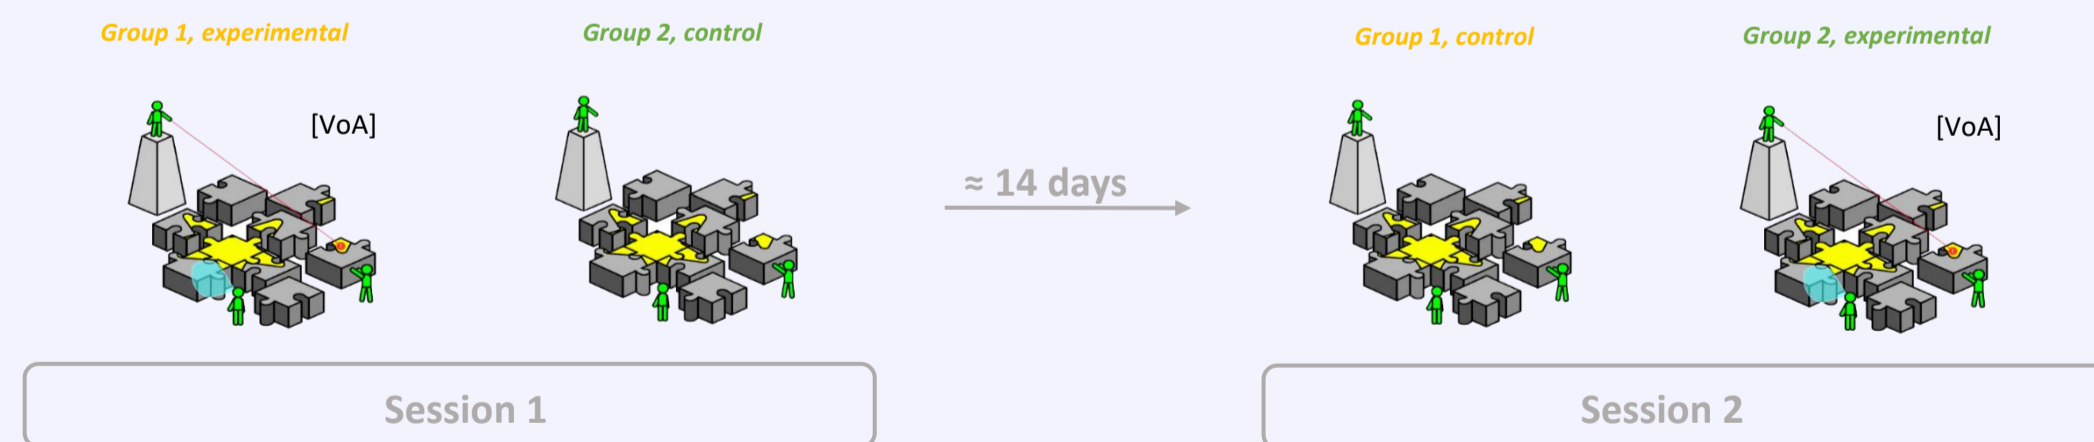 Group 1, experimental
Group 2, control
Group 1, control
Group 2, experimental
[VoA]
[VoA]
≈ 14 days
Session 1
Session 2